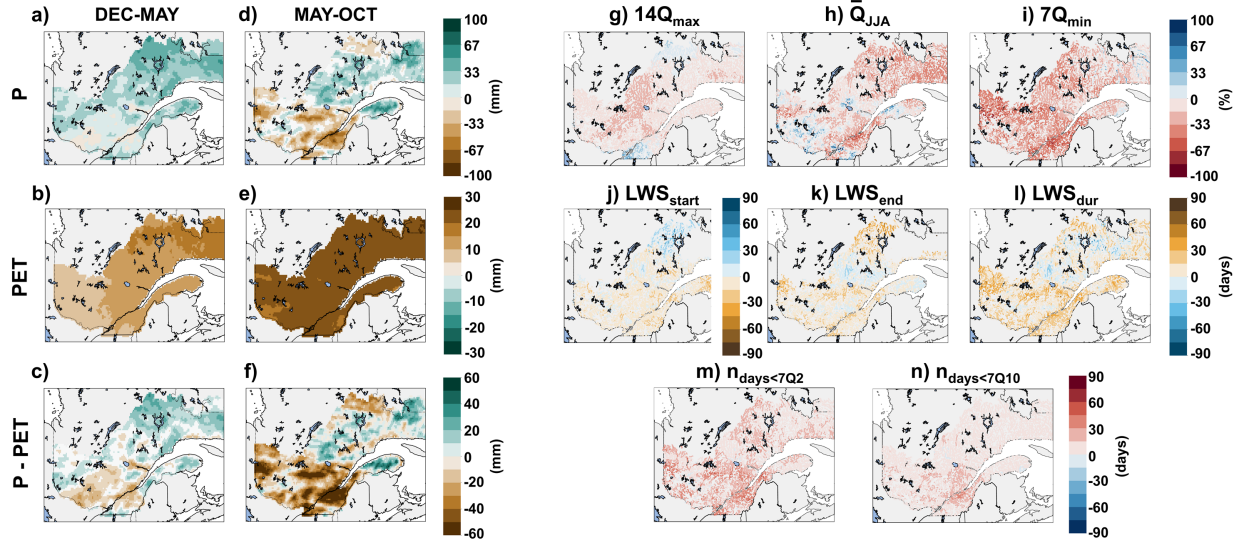 DEC-MAY
MAY-OCT
a)
d)
P
100
67
33
0
-33
-67
-100
(mm)
b)
e)
PET
30
20
10
0
-10
-20
-30
(mm)
c)
f)
P - PET
60
40
20
0
-20
-40
-60
(mm)
g) 14Qmax
h) Q̄JJA
i) 7Qmin
100
67
33
0
-33
-67
-100
(%)
j) LWSstart
90
60
30
0
-30
-60
-90
k) LWSend
l) LWSdur
90
60
30
0
-30
-60
-90
(days)
m) ndays<7Q2
n) ndays<7Q10
90
60
30
0
-30
-60
-90
(days)